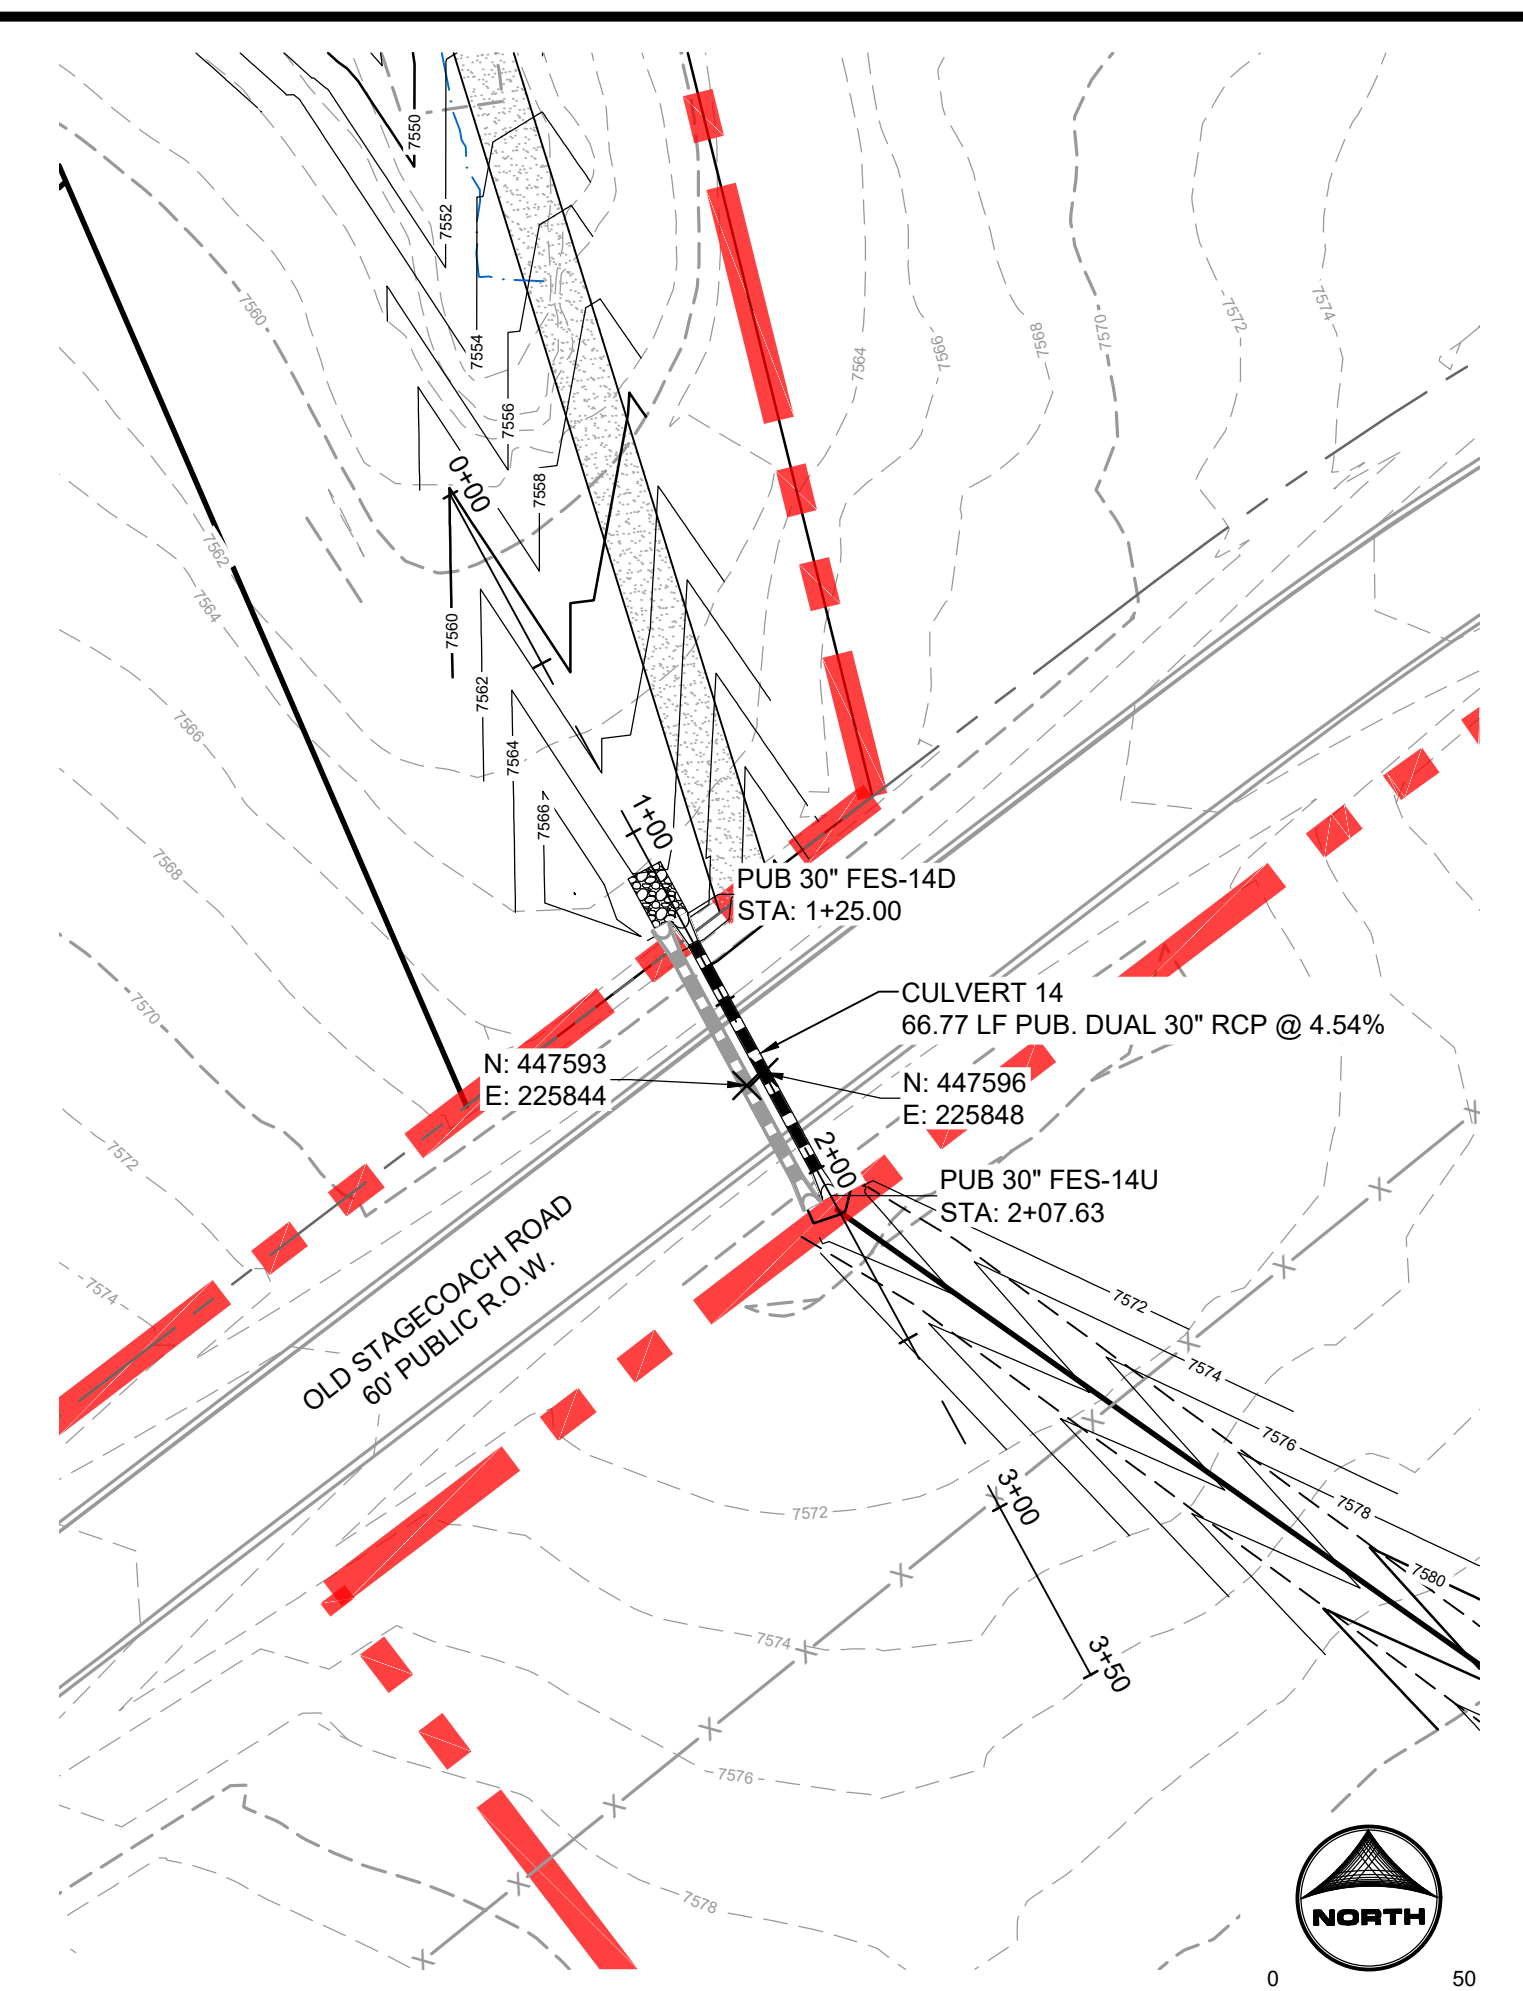 7550
7552
7554
7556
7558
7560
7562
7564
7566
7560
7562
7564
7566
7568
7570
7572
7574
7564
7566
7568
7570
7572
7574
0+00
1+00
PUB 30" FES-14D
STA: 1+25.00
CULVERT 14
66.77 LF PUB. DUAL 30" RCP @ 4.54%
N: 447593
E: 225844
N: 447596
E: 225848
2+00
PUB 30" FES-14U
STA: 2+07.63
OLD STAGECOACH ROAD
60' PUBLIC R.O.W.
7572
7574
7576
7578
7580
3+00
3+50
7572
7574
7576
7578
NORTH
0 50